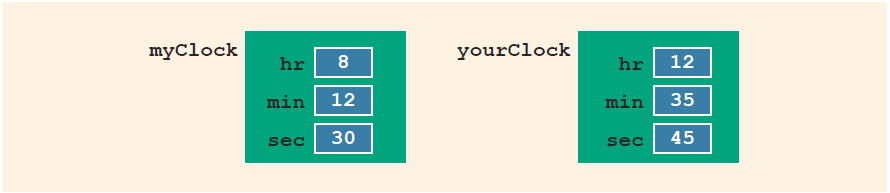 myClock
hr 8
min 12
sec 30
yourClock
hr 12
min 35
sec 45